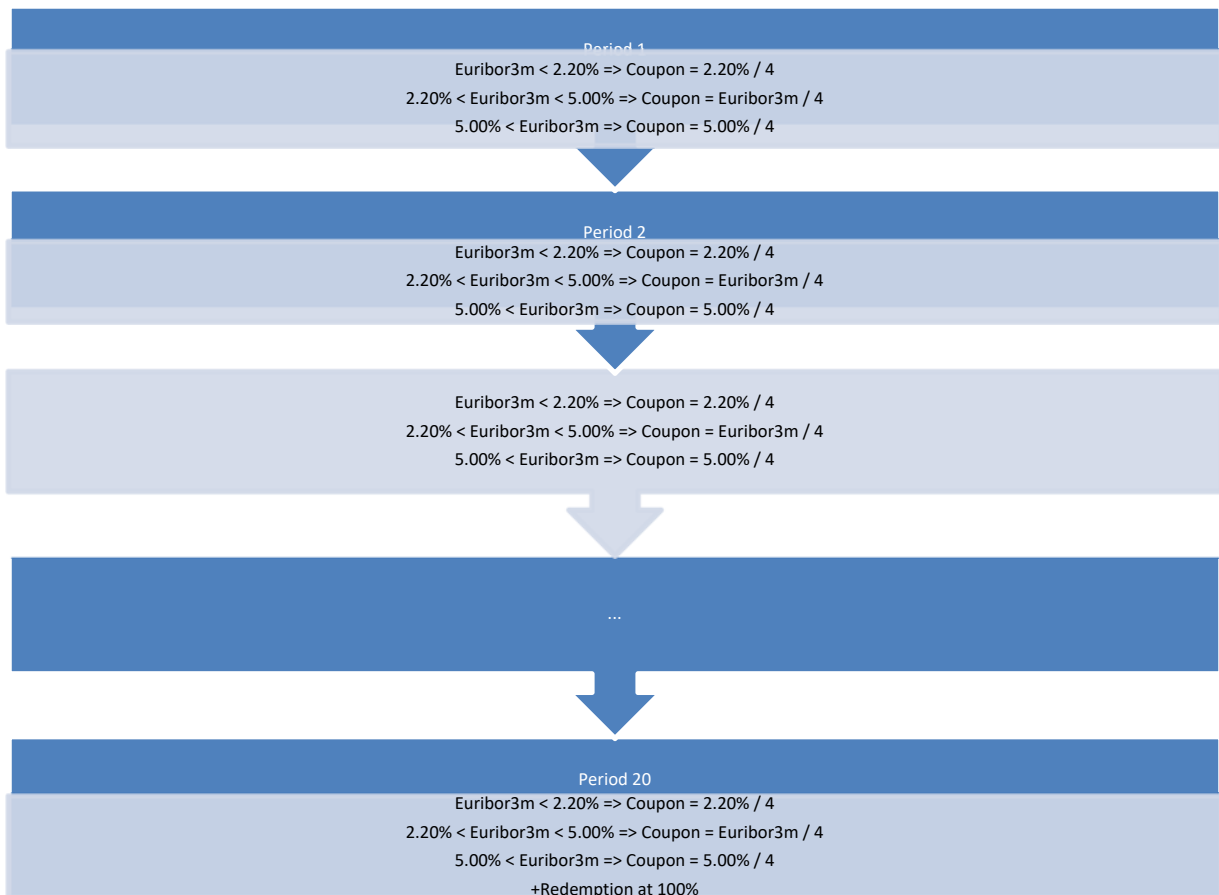 Period 1
Euribor3m < 2.20% => Coupon = 2.20% / 4
2.20% < Euribor3m < 5.00% => Coupon = Euribor3m / 4
5.00% < Euribor3m => Coupon = 5.00% / 4
Period 2
Euribor3m < 2.20% => Coupon = 2.20% / 4
2.20% < Euribor3m < 5.00% => Coupon = Euribor3m / 4
5.00% < Euribor3m => Coupon = 5.00% / 4
Euribor3m < 2.20% => Coupon = 2.20% / 4
2.20% < Euribor3m < 5.00% => Coupon = Euribor3m / 4
5.00% < Euribor3m => Coupon = 5.00% / 4
...
Period 20
Euribor3m < 2.20% => Coupon = 2.20% / 4
2.20% < Euribor3m < 5.00% => Coupon = Euribor3m / 4
5.00% < Euribor3m => Coupon = 5.00% / 4
+Redemption at 100%